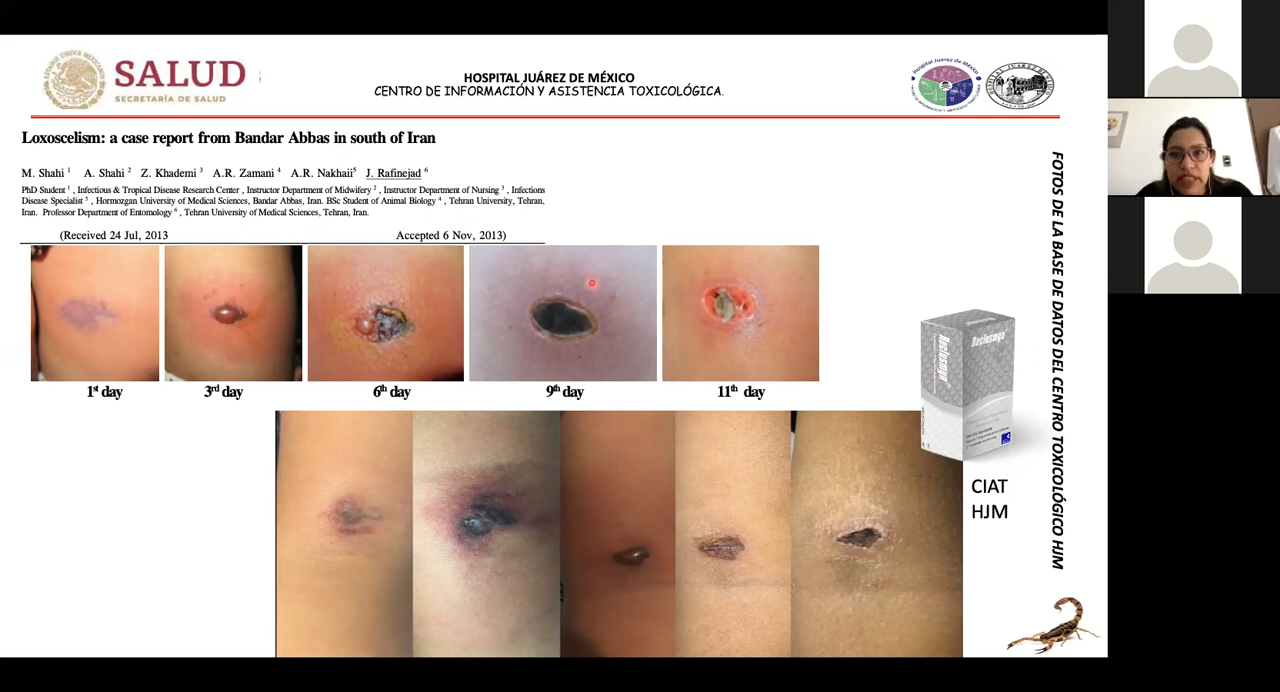 SALUD
SECRETARÍA DE SALUD
HOSPITAL JUÁREZ DE MÉXICO
CENTRO DE INFORMACIÓN Y ASISTENCIA TOXICOLÓGICA.
Loxoscelism: a case report from Bandar Abbas in south of Iran
M. Shahi 1 A. Shahi 2 Z. Khademi 3 A.R. Zamani 4 A.R. Nakhaii5 J. Rafinejad 6
PhD Student 1 , Infectious & Tropical Disease Research Center , Instructor Department of Midwifery 2 , Instructor Department of Nursing 3 , Infections
Disease Specialist 5 , Hormozgan University of Medical Sciences, Bandar Abbas, Iran. BSc Student of Animal Biology 4 , Tehran University, Tehran,
Iran. Professor Department of Entomology 6 , Tehran University of Medical Sciences, Tehran, Iran.
(Received 24 Jul, 2013 Accepted 6 Nov, 2013)
1st day
3rd day
6th day
9th day
11th day
Reclusmyn
Reclusmyn
CIAT
HJM
FOTOS DE LA BASE DE DATOS DEL CENTRO TOXICOLÓGICO HJM